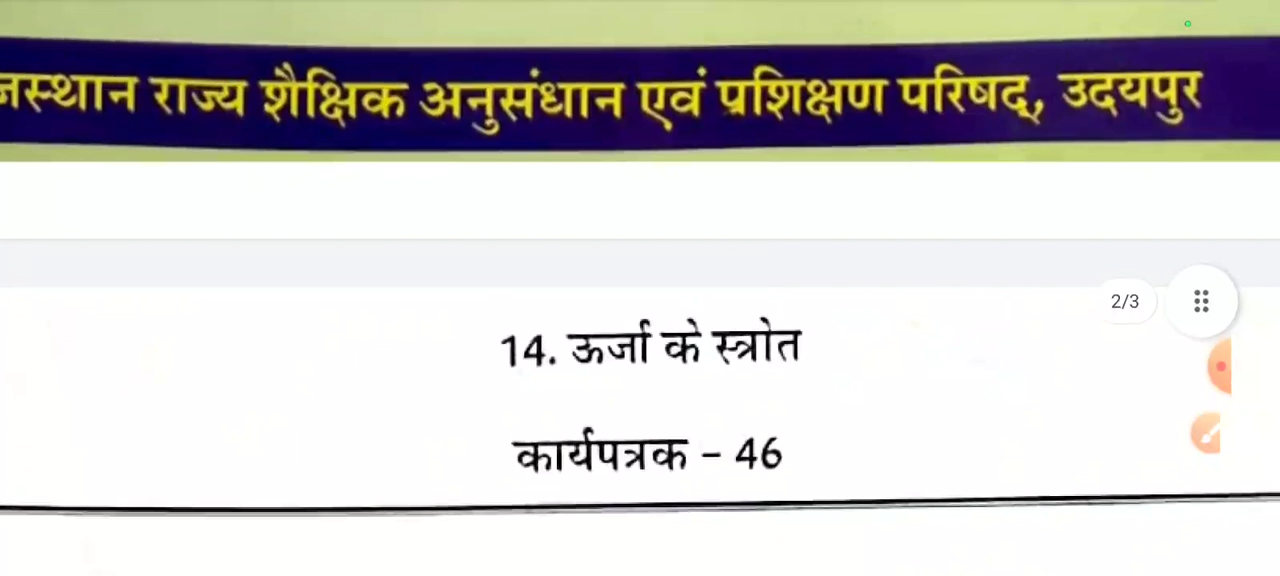 जस्थान राज्य शैक्षिक अनुसंधान एवं प्रशिक्षण परिषद्, उदयपुर
2/3
14. ऊर्जा के स्त्रोत
कार्यपत्रक – 46